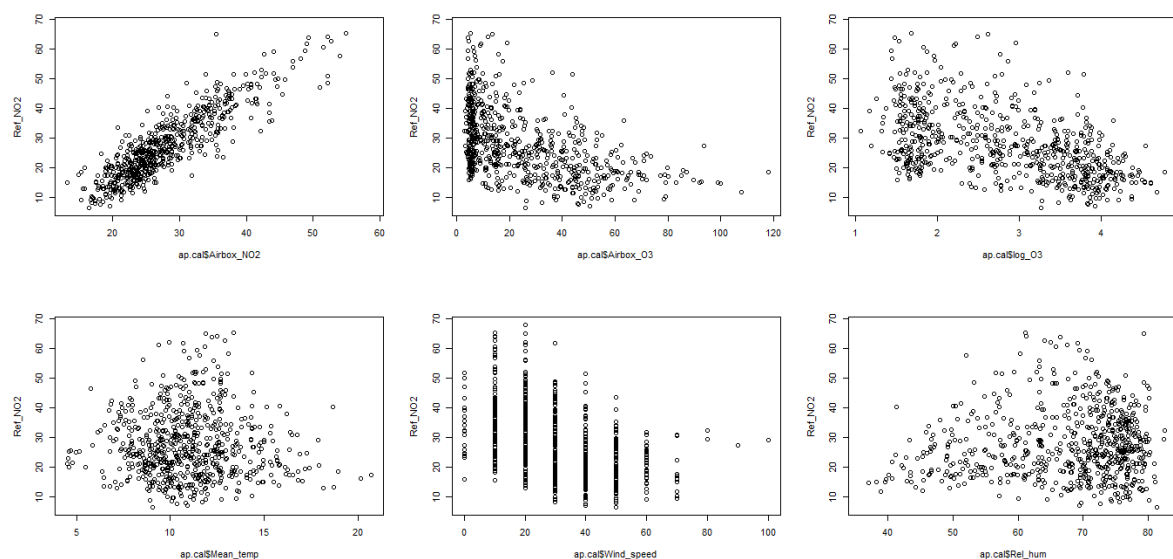 Ref_NO2
70
60
50
40
30
20
10
20 30 40 50 60
ap.cal$Airbox_NO2
Ref_NO2
70
60
50
40
30
20
10
0 20 40 60 80 100 120
ap.cal$Airbox_O3
Ref_NO2
70
60
50
40
30
20
10
1 2 3 4
ap.cal$log_O3
Ref_NO2
70
60
50
40
30
20
10
5 10 15 20
ap.cal$Mean_temp
Ref_NO2
70
60
50
40
30
20
10
0 20 40 60 80 100
ap.cal$Wind_speed
Ref_NO2
70
60
50
40
30
20
10
40 50 60 70 80
ap.cal$Rel_hum